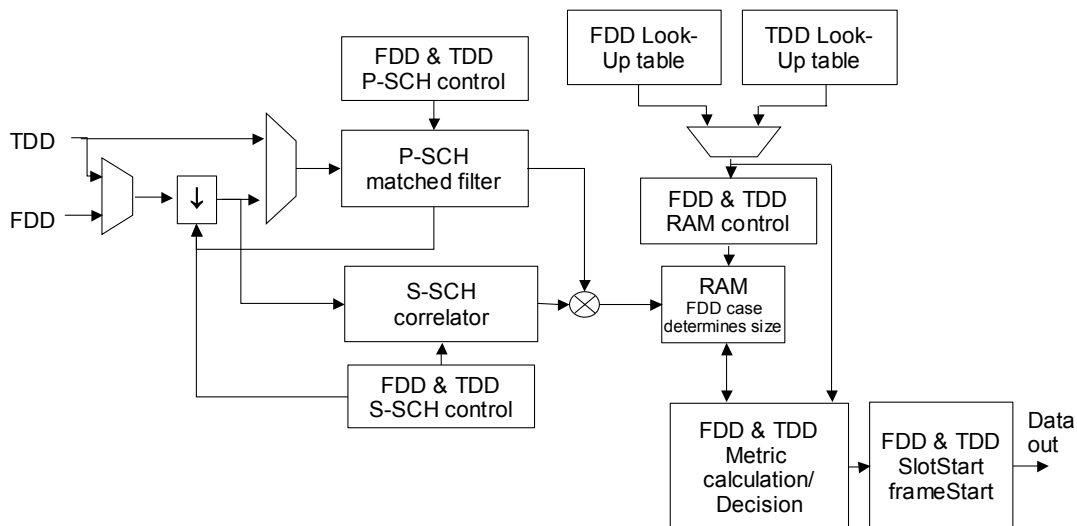 FDD Look-
Up table
TDD Look-
Up table
FDD & TDD
P-SCH control
TDD
FDD
P-SCH
matched filter
↓
FDD & TDD
RAM control
S-SCH
correlator
RAM
FDD case
determines size
FDD & TDD
S-SCH control
FDD & TDD
Metric
calculation/
Decision
FDD & TDD
SlotStart
frameStart
Data
out